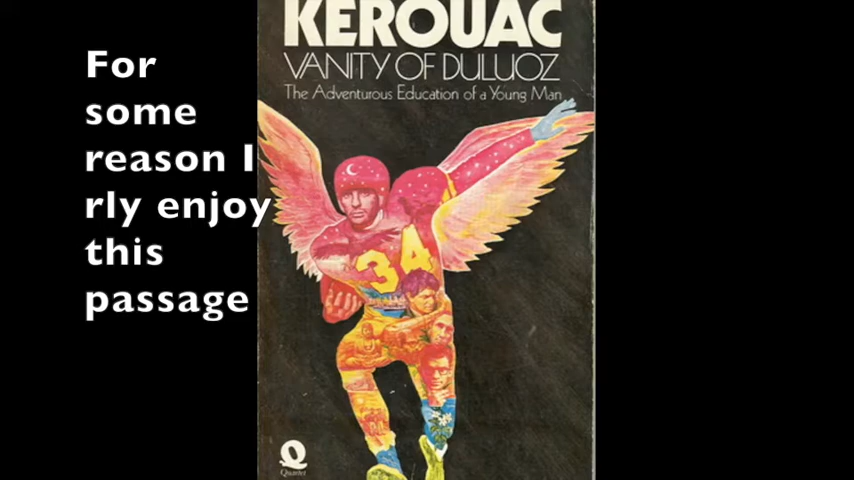 KEROUAC
VANITY OF DULUOZ
The Adventurous Education of a Young Man
For
some
reason I
rly enjoy
this
passage
34
Q
Quartet